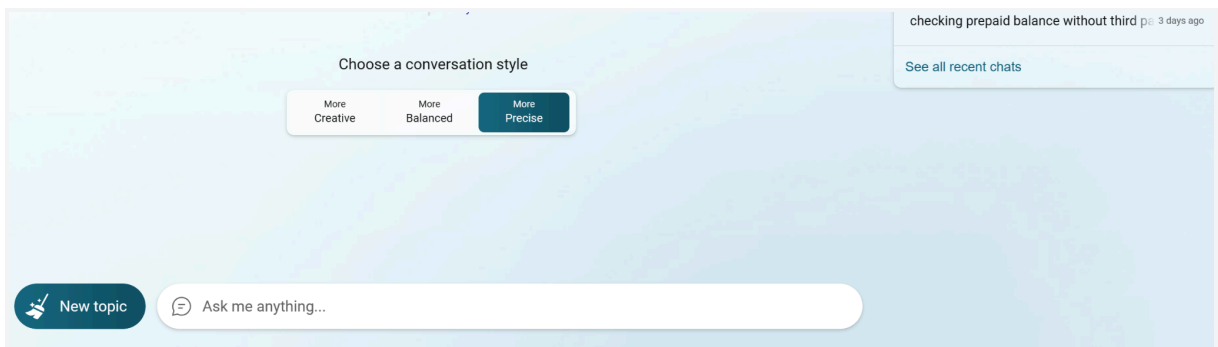 checking prepaid balance without third pa 3 days ago
See all recent chats
Choose a conversation style
More
Creative
More
Balanced
More
Precise
New topic
Ask me anything...